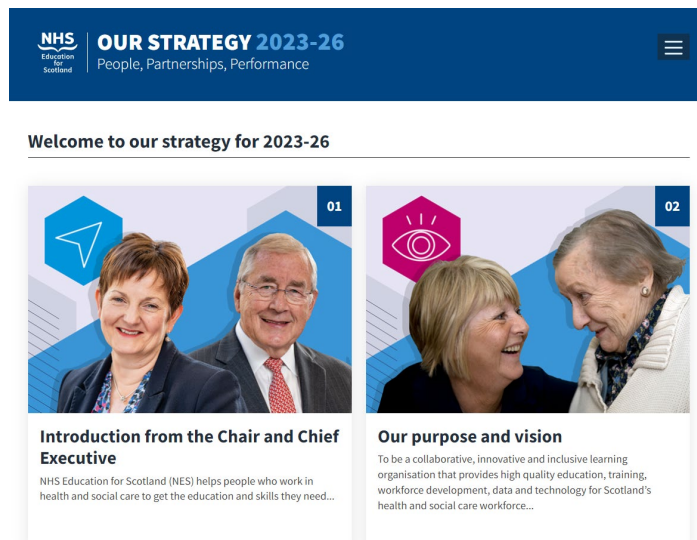 NHS
Education
for
Scotland
OUR STRATEGY 2023-26
People, Partnerships, Performance
Welcome to our strategy for 2023-26
01
Introduction from the Chair and Chief
Executive
NHS Education for Scotland (NES) helps people who work in
health and social care to get the education and skills they need...
02
Our purpose and vision
To be a collaborative, innovative and inclusive learning
organisation that provides high quality education, training,
workforce development, data and technology for Scotland's
health and social care workforce...